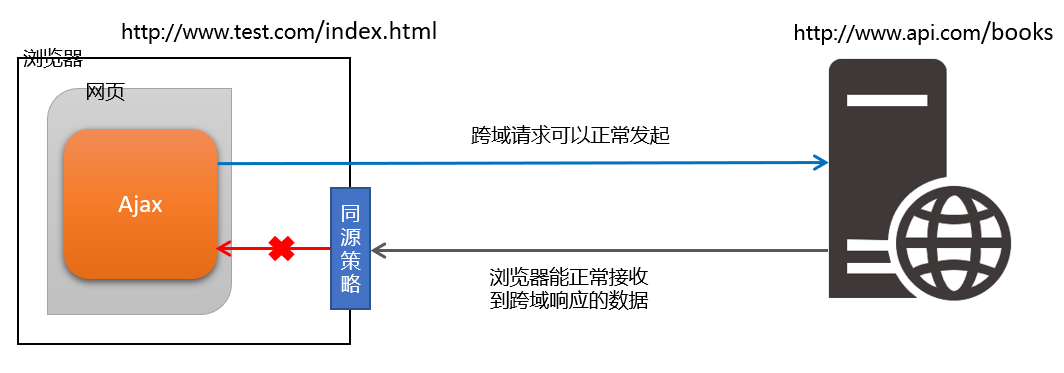 http://www.test.com/index.html
http://www.api.com/books
浏览器
网页
跨域请求可以正常发起
Ajax
同
源
策
略
浏览器能正常接收
到跨域响应的数据